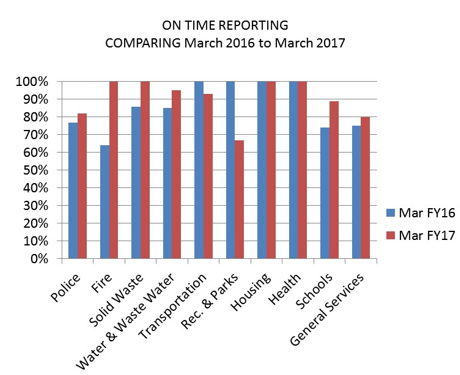 ON TIME REPORTING
COMPARING March 2016 to March 2017
100%
90%
80%
70%
60%
50%
40%
30%
20%
10%
0%
Police
Fire
Solid Waste
Water & Waste Water
Transportation
Rec. & Parks
Housing
Health
Schools
General Services
Mar FY16
Mar FY17